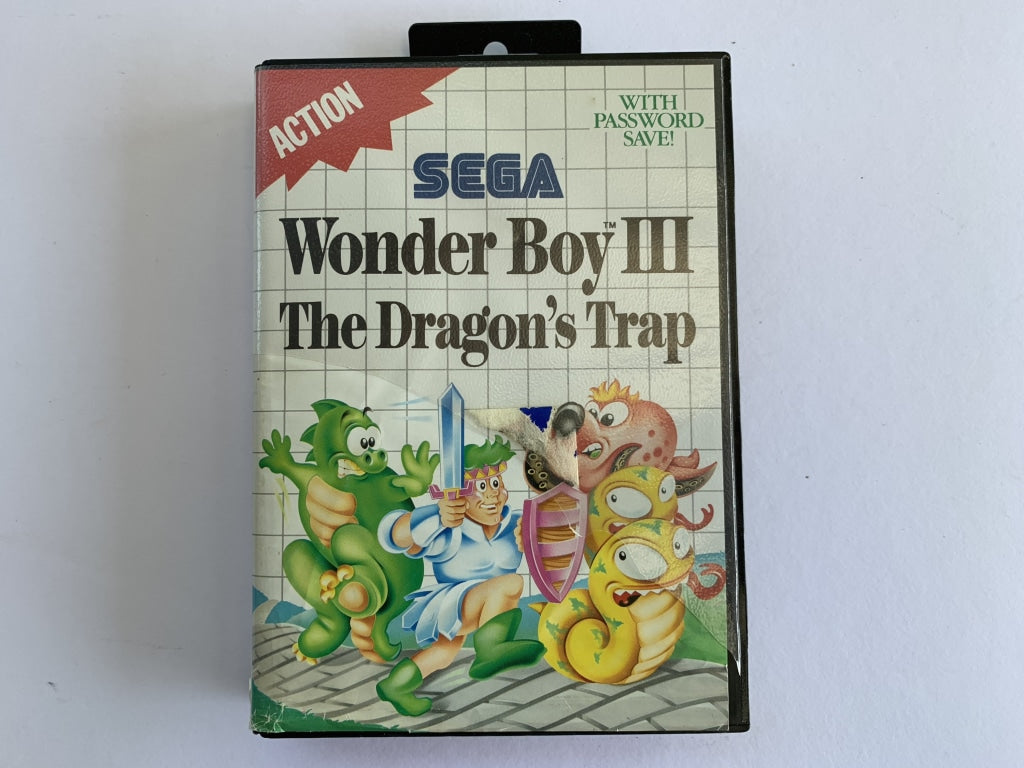 ACTION
WITH
PASSWORD
SAVE!
SEGA
Wonder Boy™ III
The Dragon's Trap